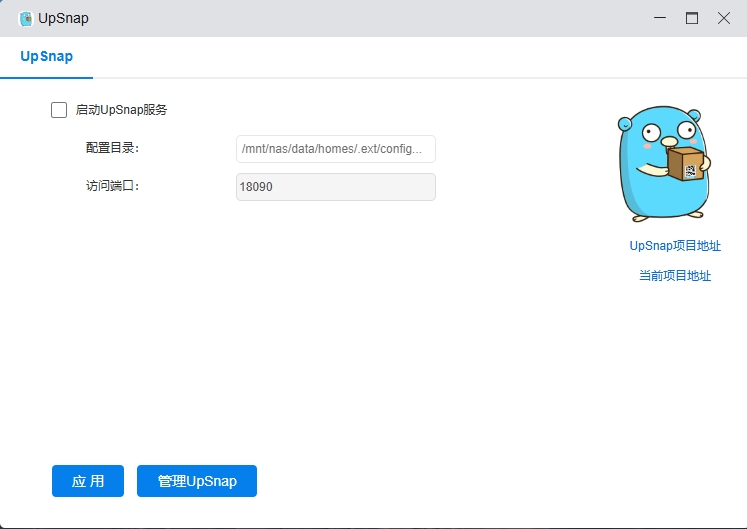 UpSnap
UpSnap
启动UpSnap服务
配置目录:
/mnt/nas/data/homes/.ext/config...
访问端口:
18090
UpSnap项目地址
当前项目地址
应 用
管理UpSnap